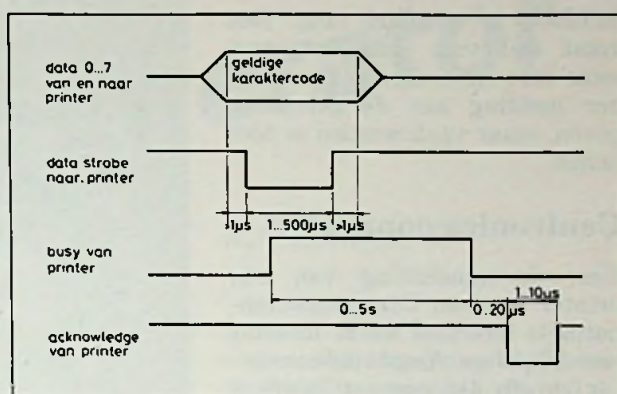 data 0...7
van en naar
printer
geldige
karaktercode
data strobe
naar.printer
>1µs
1...500µs
>1µs
busy van
printer
0...5s
0..20µs
1..10µs
acknowledge
van printer